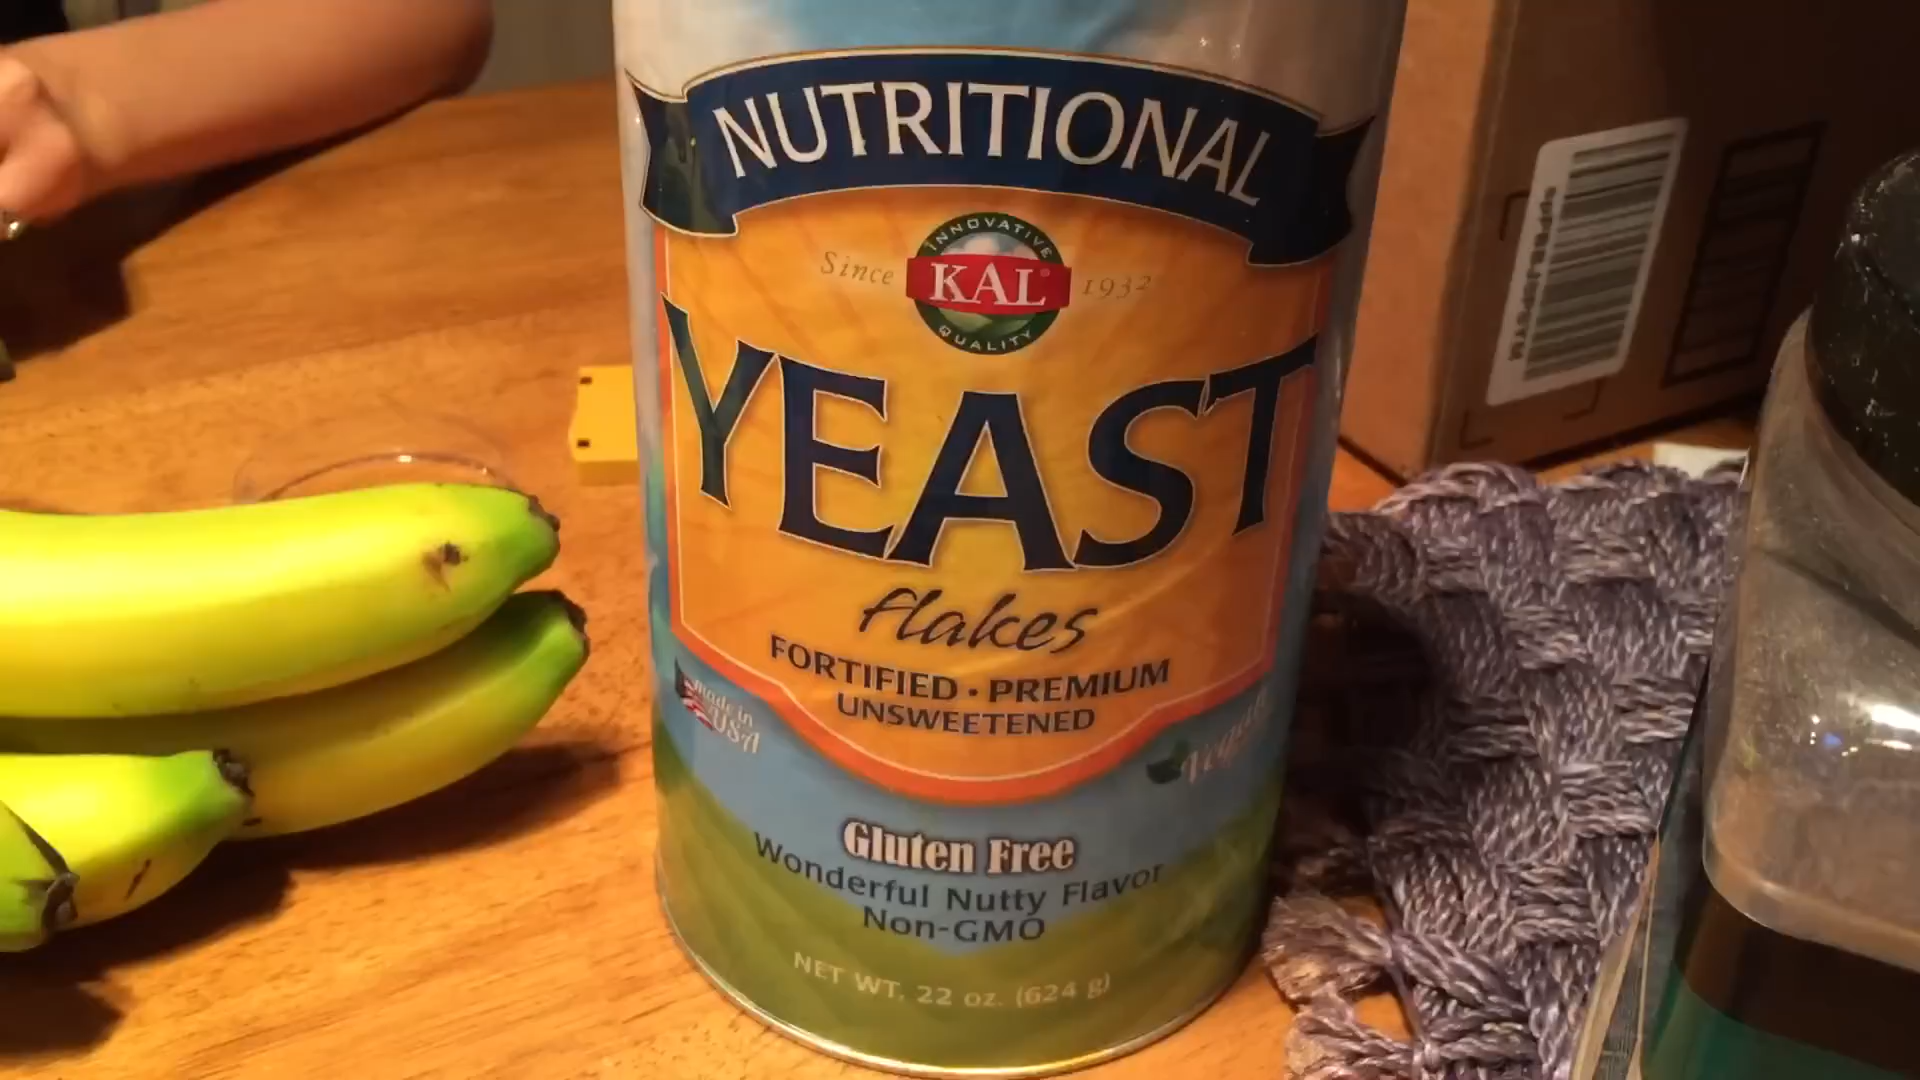 NUTRITIONAL
INNOVATIVE
Since KAL® 1932
QUALITY
YEAST
flakes
FORTIFIED · PREMIUM
UNSWEETENED
made in
USA
Gluten Free
Wonderful Nutty Flavor
Non-GMO
NET WT. 22 oz. (624 g)